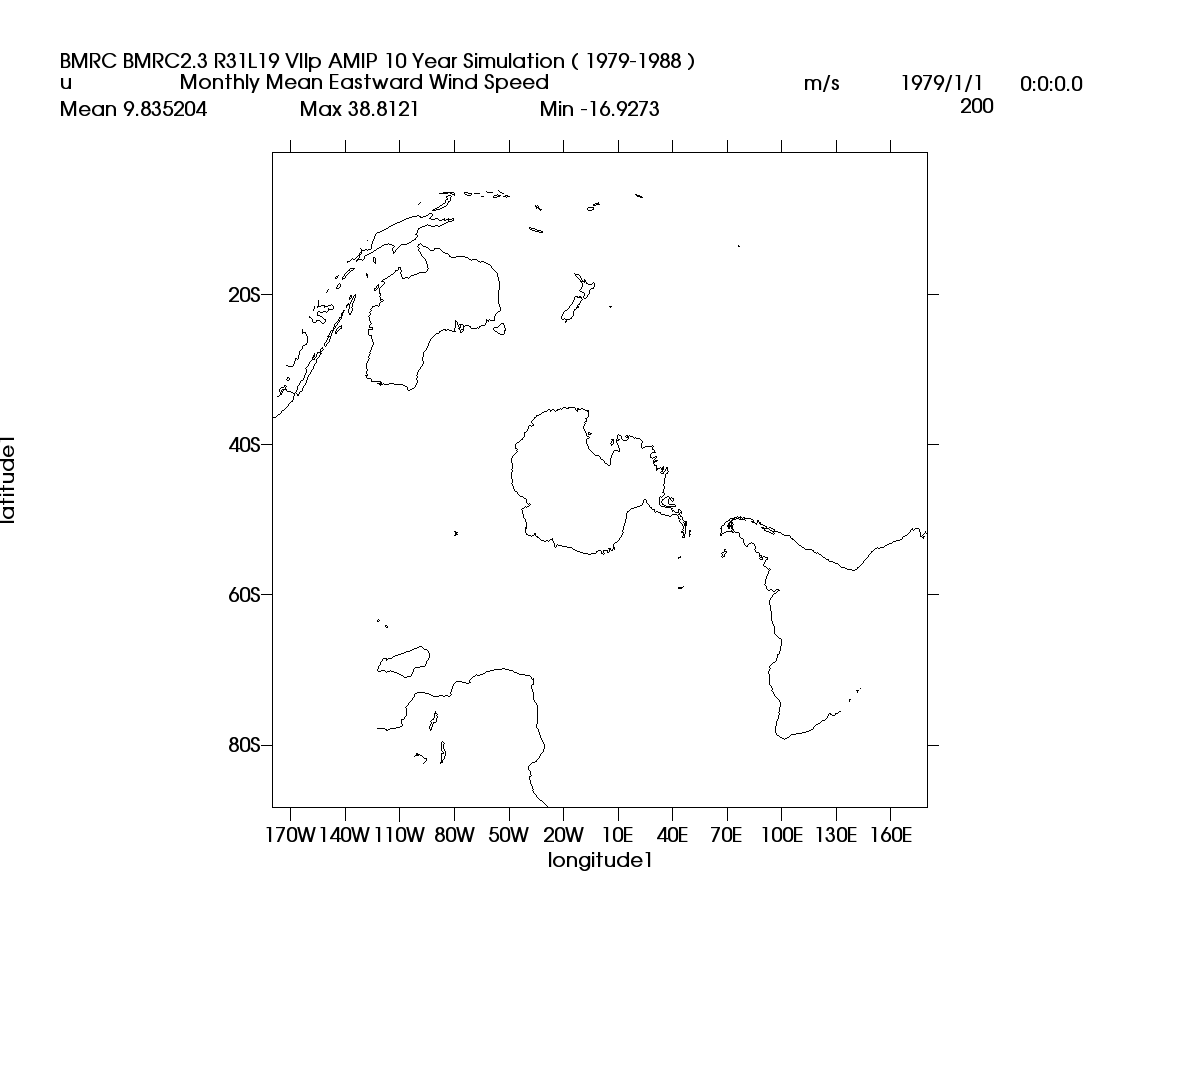 BMRC BMRC2.3 R31L19 VIIp AMIP 10 Year Simulation ( 1979-1988 )
u Monthly Mean Eastward Wind Speed m/s 1979/1/1 0:0:0.0
Mean 9.835204 Max 38.8121 Min -16.9273 200
20S
40S
latitude1
60S
80S
170W 140W 110W 80W 50W 20W 10E 40E 70E 100E 130E 160E
longitude1